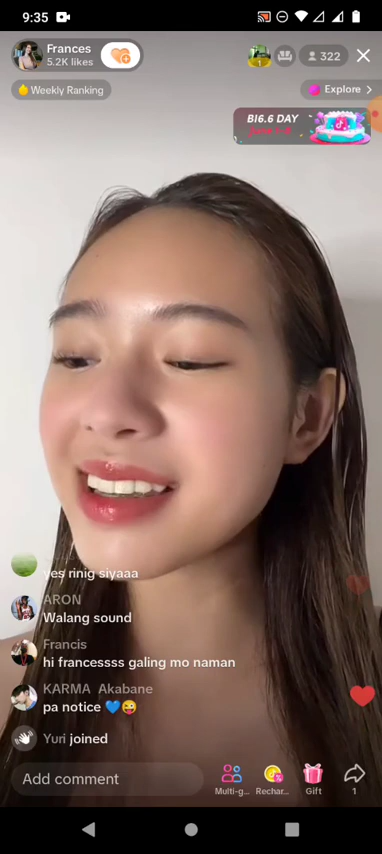 9:35
Frances
5.2K likes
322
Weekly Ranking
Explore
BI6.6 DAY
yes rinig siyaaa
ARON
Walang sound
Francis
hi francessss galing mo naman
KARMA Akabane
pa notice 💙😜
Yuri joined
Add comment
Multi-g...
Rechar...
Gift
1